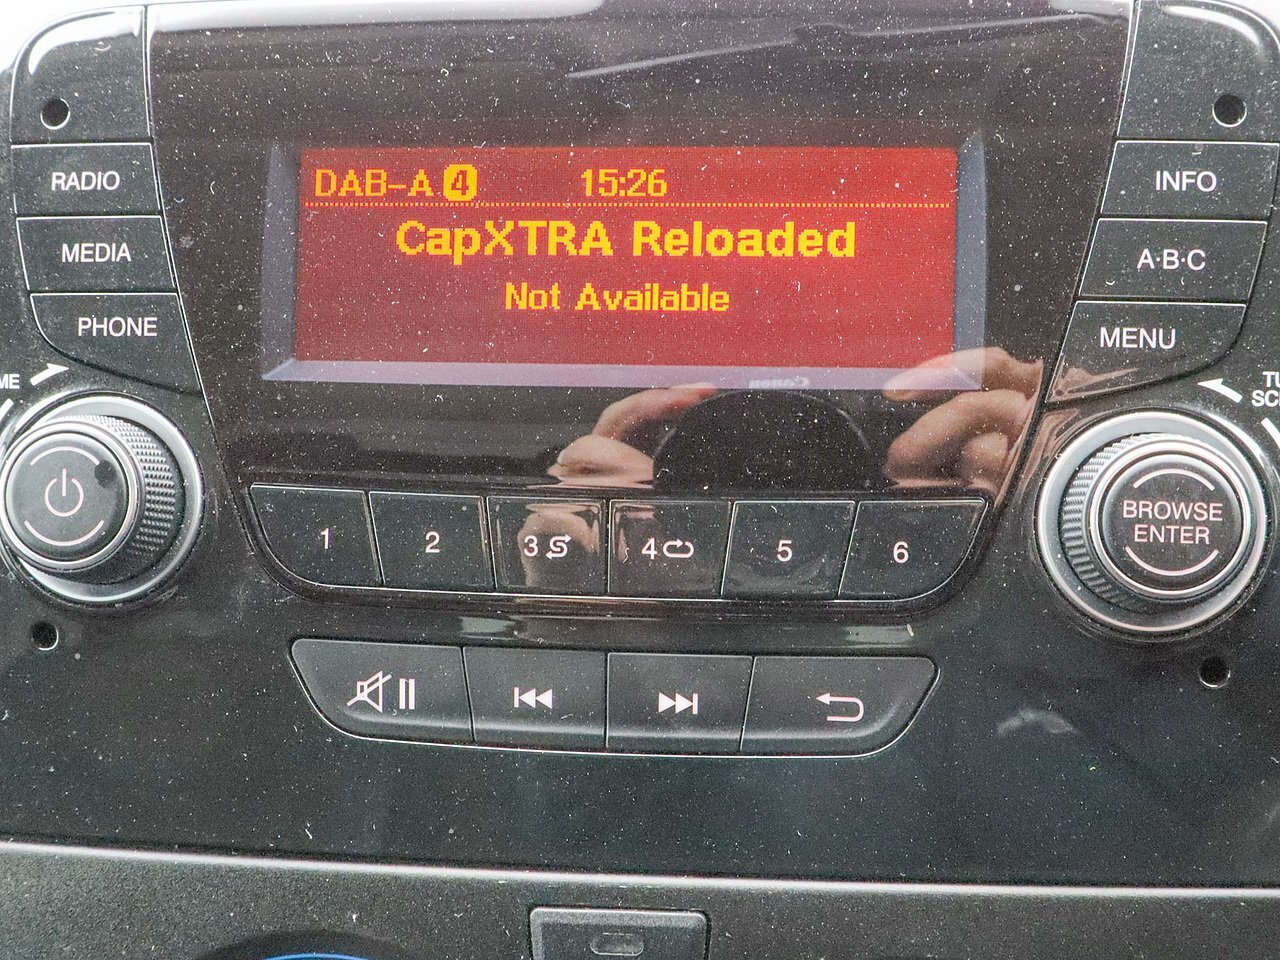 DAB-A 4 15:26
CapXTRA Reloaded
Not Available
RADIO
MEDIA
PHONE
INFO
A·B·C
MENU
1
2
3
4
5
6
BROWSE
ENTER
Canon